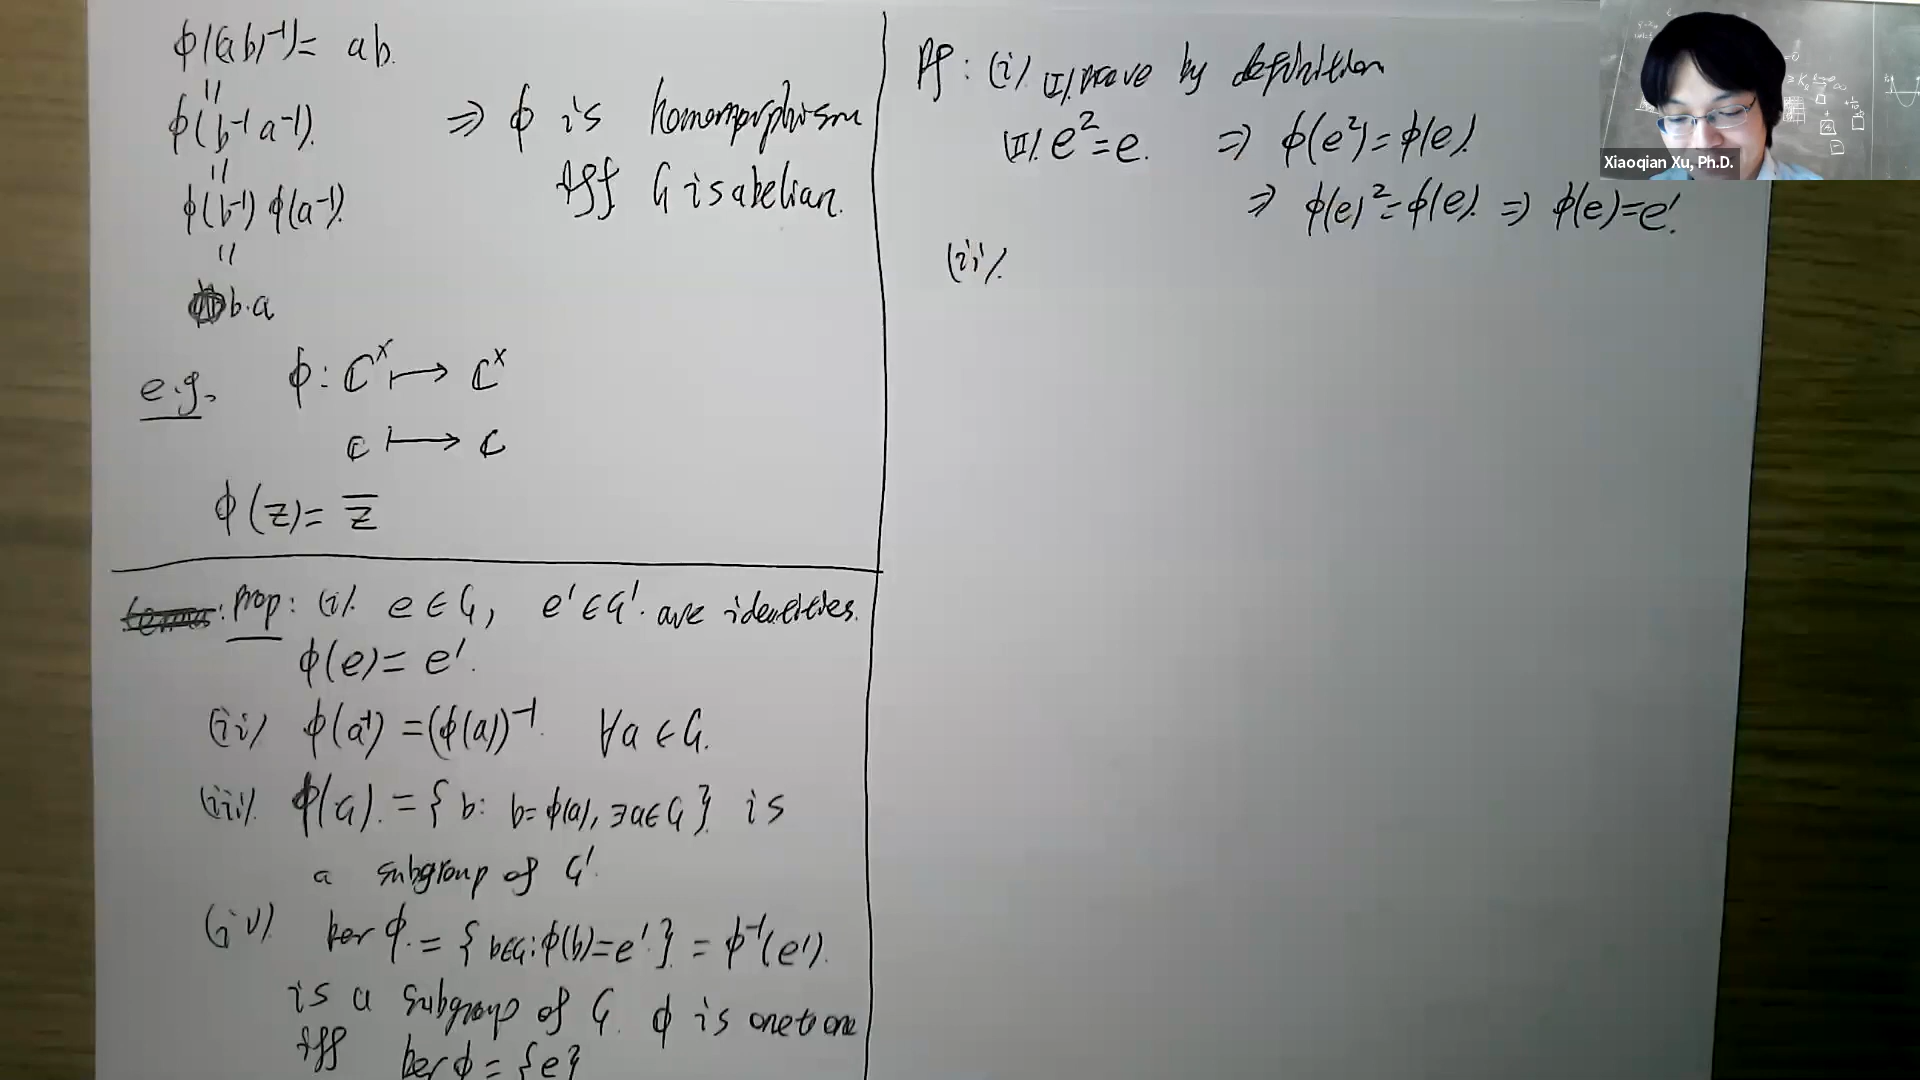 ϕ((ab)⁻¹) = ab.
||
ϕ(b⁻¹a⁻¹).
||
ϕ(b⁻¹) ϕ(a⁻¹).
||
b·a
⇒ ϕ is homomorphism
iff G is abelian.
e.g. ϕ: ℂ^× ⟼ ℂ^×
ℂ ⟼ ℂ
ϕ(z) = z̅
Prop: (i). e ∈ G, e' ∈ G'. are identities.
ϕ(e) = e'.
(ii) ϕ(a⁻¹) = (ϕ(a))⁻¹. ∀a ∈ G.
(iii). ϕ(G). = { b: b = ϕ(a), ∃a∈G } is
a subgroup of G'.
(iv). ker ϕ. = { b∈G: ϕ(b) = e'. } = ϕ⁻¹(e').
is a subgroup of G. ϕ is one to one
iff ker ϕ = {e}
Pf: (i). (I). prove by definition
(II). e² = e. ⇒ ϕ(e²) = ϕ(e).
⇒ ϕ(e)² = ϕ(e). ⇒ ϕ(e) = e'.
(ii).
Xiaoqian Xu, Ph.D.